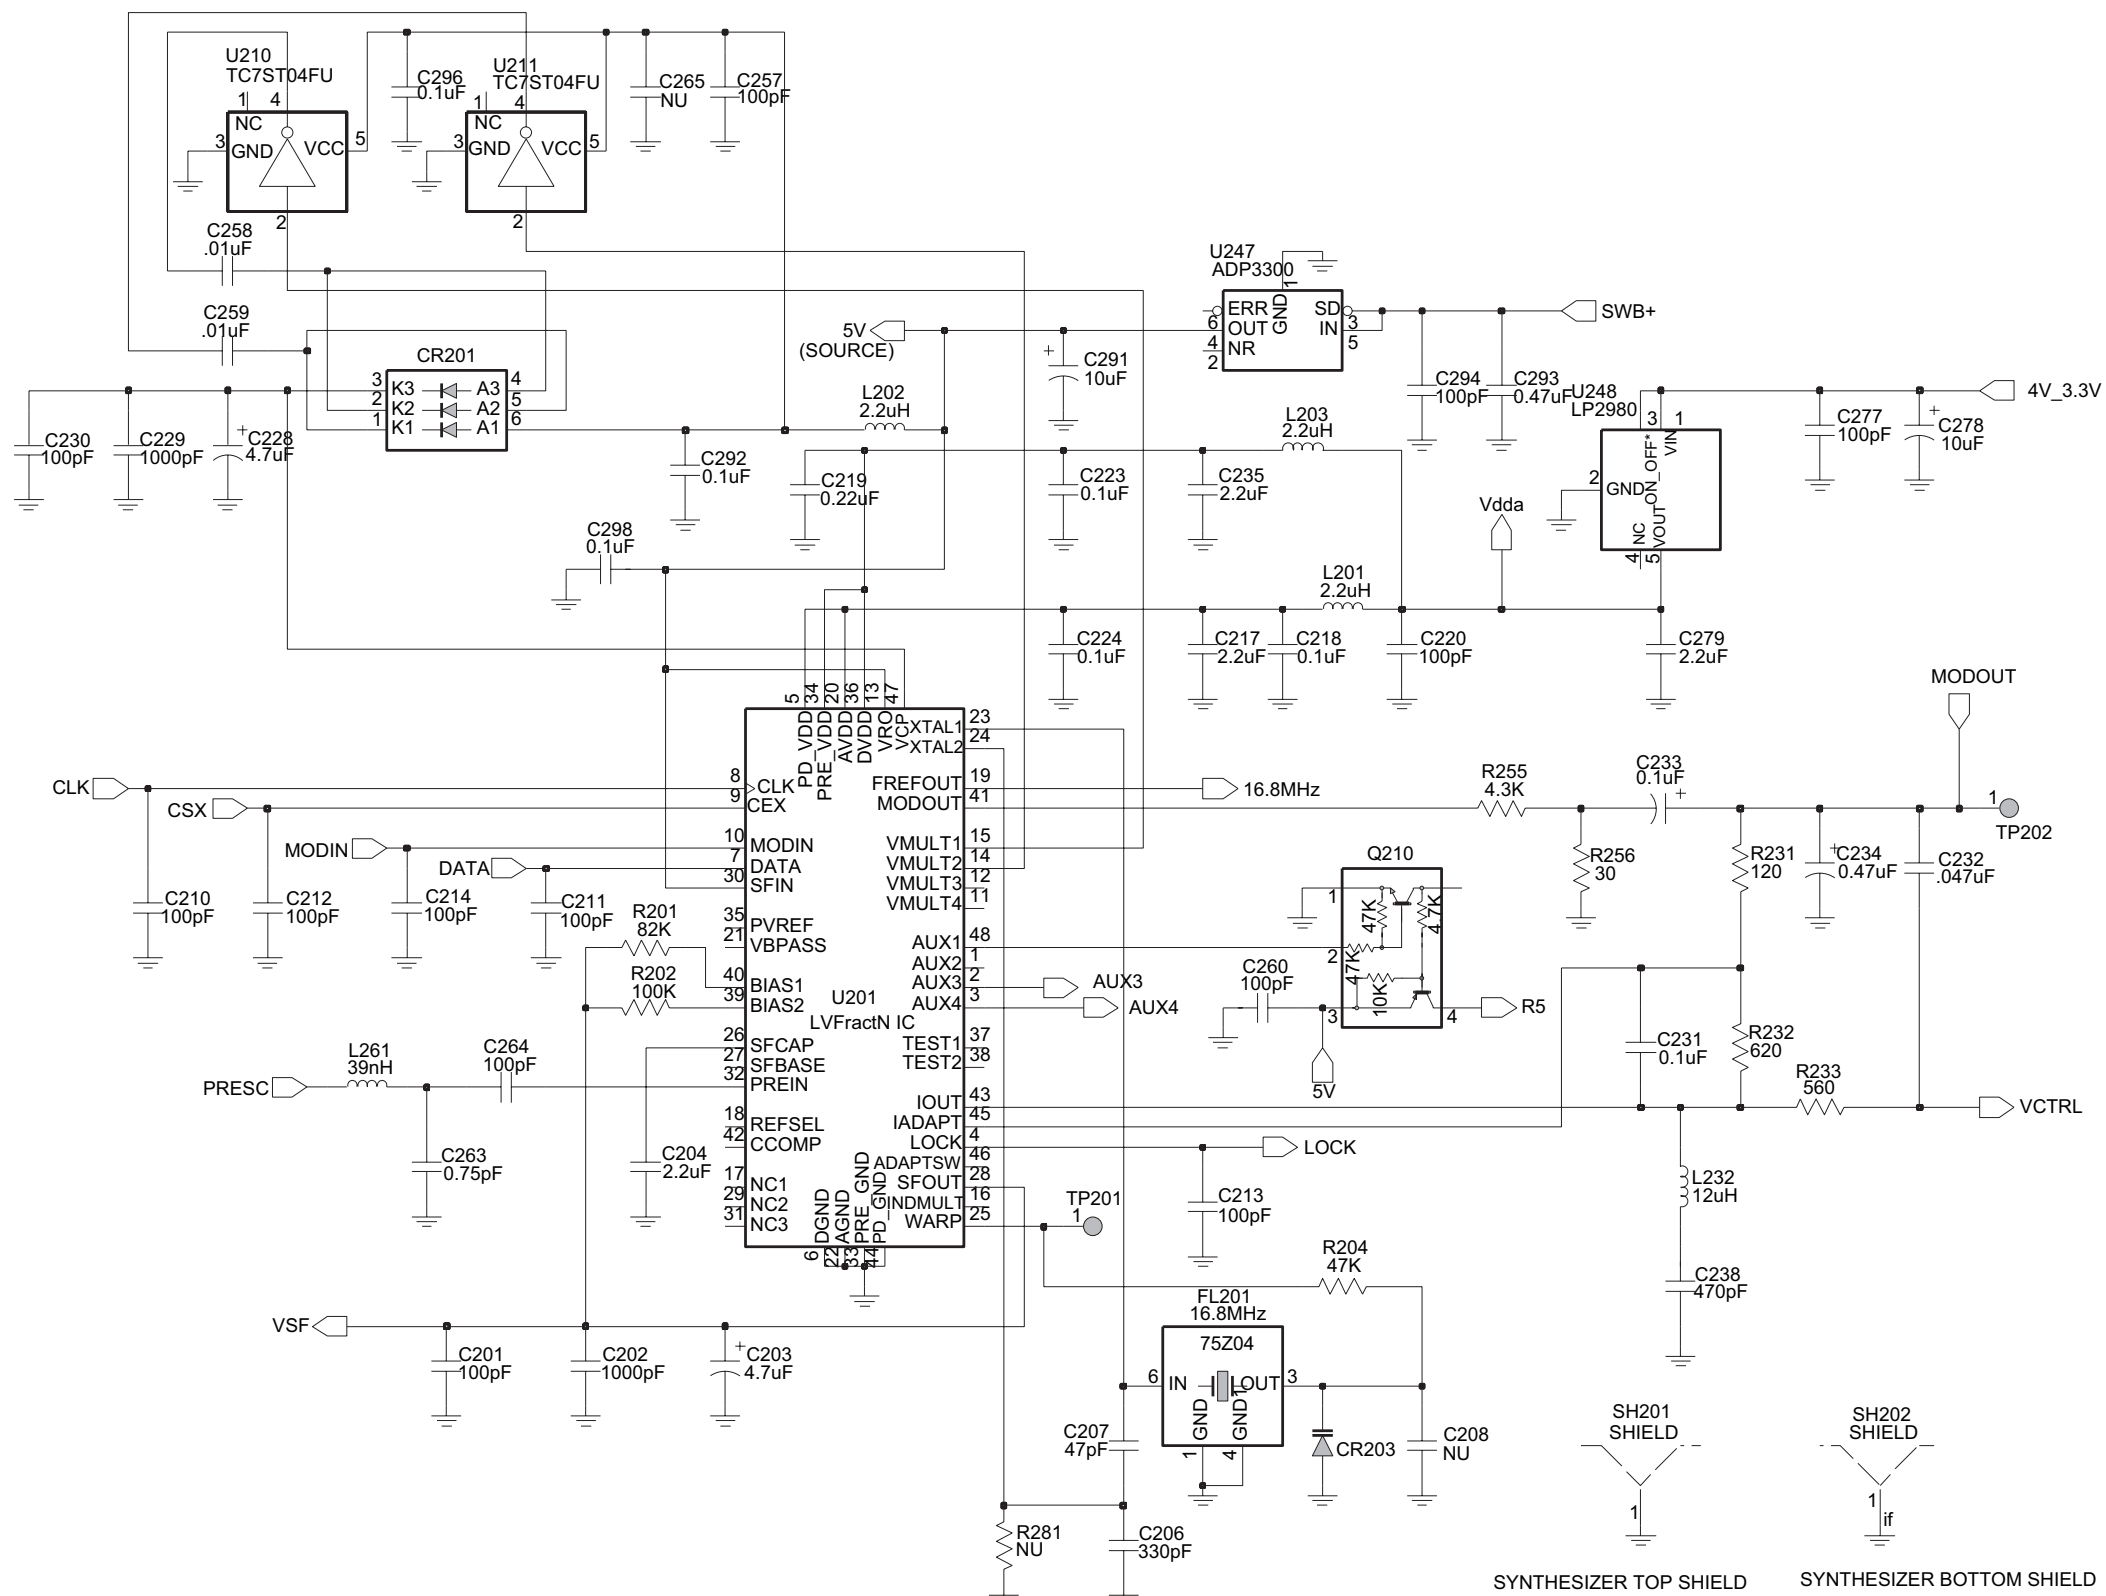 U210
TC7ST04FU
1
4
NC
3
GND
VCC
5
2
C296
0.1uF
U211
TC7ST04FU
1
4
NC
3
GND
VCC
5
2
C265
NU
C257
100pF
C258
.01uF
C259
.01uF
CR201
3
K3
A3
4
2
K2
A2
5
1
K1
A1
6
C230
100pF
C229
1000pF
+
C228
4.7uF
5V
(SOURCE)
L202
2.2uH
C292
0.1uF
C298
0.1uF
C219
0.22uF
+
C291
10uF
U247
ADP3300
1
GND
ERR
SD
6
OUT
IN
3
4
NR
5
2
SWB+
C294
100pF
C293
0.47uF
U248
LP2980
3
1
ON_OFF*
VIN
2
GND
NC
VOUT
4
5
4V_3.3V
C277
100pF
+
C278
10uF
L203
2.2uH
C223
0.1uF
C235
2.2uF
Vdda
L201
2.2uH
C224
0.1uF
C217
2.2uF
C218
0.1uF
C220
100pF
C279
2.2uF
MODOUT
5
34
20
36
13
47
PD_VDD
PRE_VDD
AVDD
DVDD
VRO
VCP
XTAL1
23
XTAL2
24
CLK
8
CLK
CSX
9
CEX
MODIN
10
MODIN
DATA
7
DATA
30
SFIN
C210
100pF
C212
100pF
C214
100pF
C211
100pF
R201
82K
35
PVREF
21
VBPASS
R202
100K
40
BIAS1
39
BIAS2
U201
LVFractN IC
26
SFCAP
27
SFBASE
32
PREIN
18
REFSEL
42
CCOMP
17
NC1
29
NC2
31
NC3
FREFOUT
19
16.8MHz
MODOUT
41
VMULT1
15
VMULT2
14
VMULT3
12
VMULT4
11
AUX1
48
AUX2
1
AUX3
2
AUX3
AUX4
3
AUX4
TEST1
37
TEST2
38
IOUT
43
IADAPT
45
LOCK
4
LOCK
ADAPTSW
46
SFOUT
28
GNDMULT
16
WARP
25
DGND
AGND
PRE_GND
PD_GND
6
22
33
44
PRESC
L261
39nH
C264
100pF
C263
0.75pF
C204
2.2uF
VSF
C201
100pF
C202
1000pF
+
C203
4.7uF
R255
4.3K
C233
0.1uF
+
1
TP202
R256
30
R231
120
+
C234
0.47uF
C232
.047uF
Q210
1
47K
4.7K
2
47K
10K
3
4
C260
100pF
5V
R5
C231
0.1uF
R232
620
R233
560
VCTRL
L232
12uH
C238
470pF
TP201
1
C213
100pF
R204
47K
FL201
16.8MHz
75Z04
6
IN
OUT
3
GND
GND1
1
4
C207
47pF
CR203
C208
NU
R281
NU
C206
330pF
SH201
SHIELD
1
SH202
SHIELD
1
if
SYNTHESIZER TOP SHIELD
SYNTHESIZER BOTTOM SHIELD